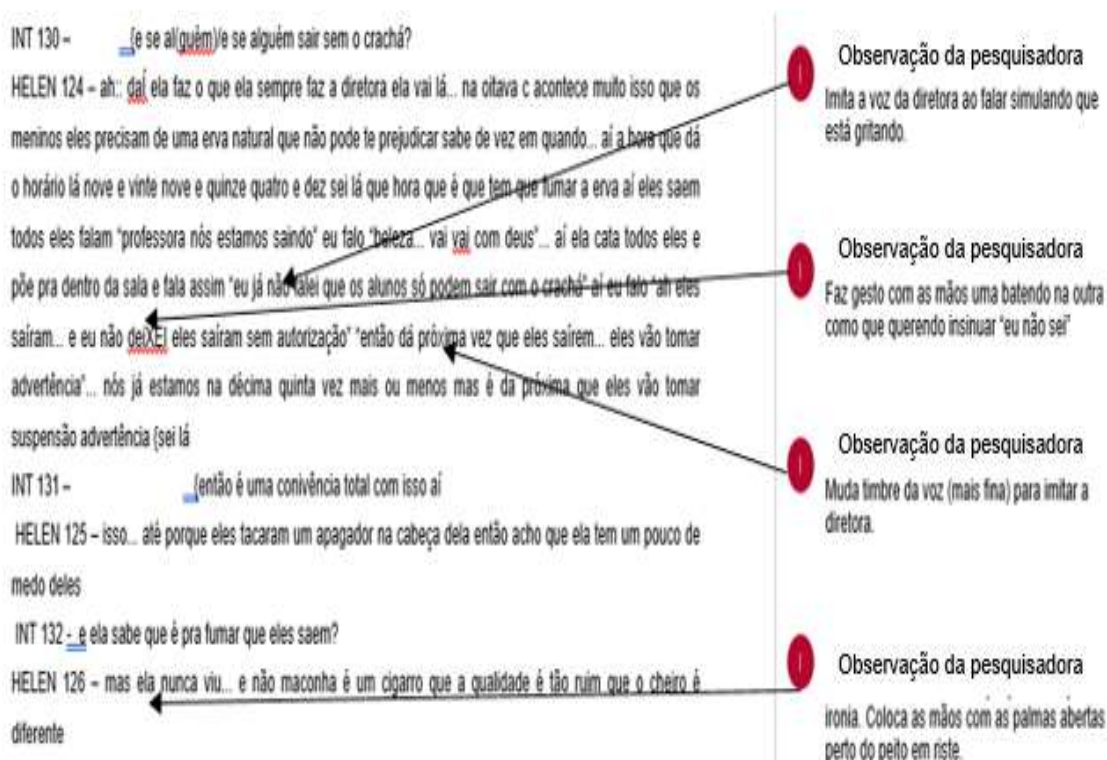 INT 130 – (e se al(guém)/e se alguém sair sem o crachá?
HELEN 124 – ah:: daí ela faz o que ela sempre faz a diretora ela vai lá... na oitava c acontece muito isso que os
meninos eles precisam de uma erva natural que não pode te prejudicar sabe de vez em quando... aí a hora que dá
o horário lá nove e vinte nove e quinze quatro e dez sei lá que hora que é que tem que fumar a erva aí eles saem
todos eles falam “professora nós estamos saindo” eu falo “beleza... vai vai com deus”... aí ela cata todos eles e
põe pra dentro da sala e fala assim “eu já não falei que os alunos só podem sair com o crachá” aí eu falo “ah eles
saíram... e eu não deiXEI eles saíram sem autorização” “então dá próxima vez que eles saírem... eles vão tomar
advertência”... nós já estamos na décima quinta vez mais ou menos mas é da próxima que eles vão tomar
suspensão advertência (sei lá
INT 131 – (então é uma conivência total com isso aí
HELEN 125 – isso... até porque eles tacaram um apagador na cabeça dela então acho que ela tem um pouco de
medo deles
INT 132 - e ela sabe que é pra fumar que eles saem?
HELEN 126 – mas ela nunca viu... e não maconha é um cigarro que a qualidade é tão ruim que o cheiro é
diferente
Observação da pesquisadora
Imita a voz da diretora ao falar simulando que
está gritando.
Observação da pesquisadora
Faz gesto com as mãos uma batendo na outra
como que querendo insinuar “eu não sei”
Observação da pesquisadora
Muda timbre da voz (mais fina) para imitar a
diretora.
Observação da pesquisadora
ironia. Coloca as mãos com as palmas abertas
perto do peito em riste.